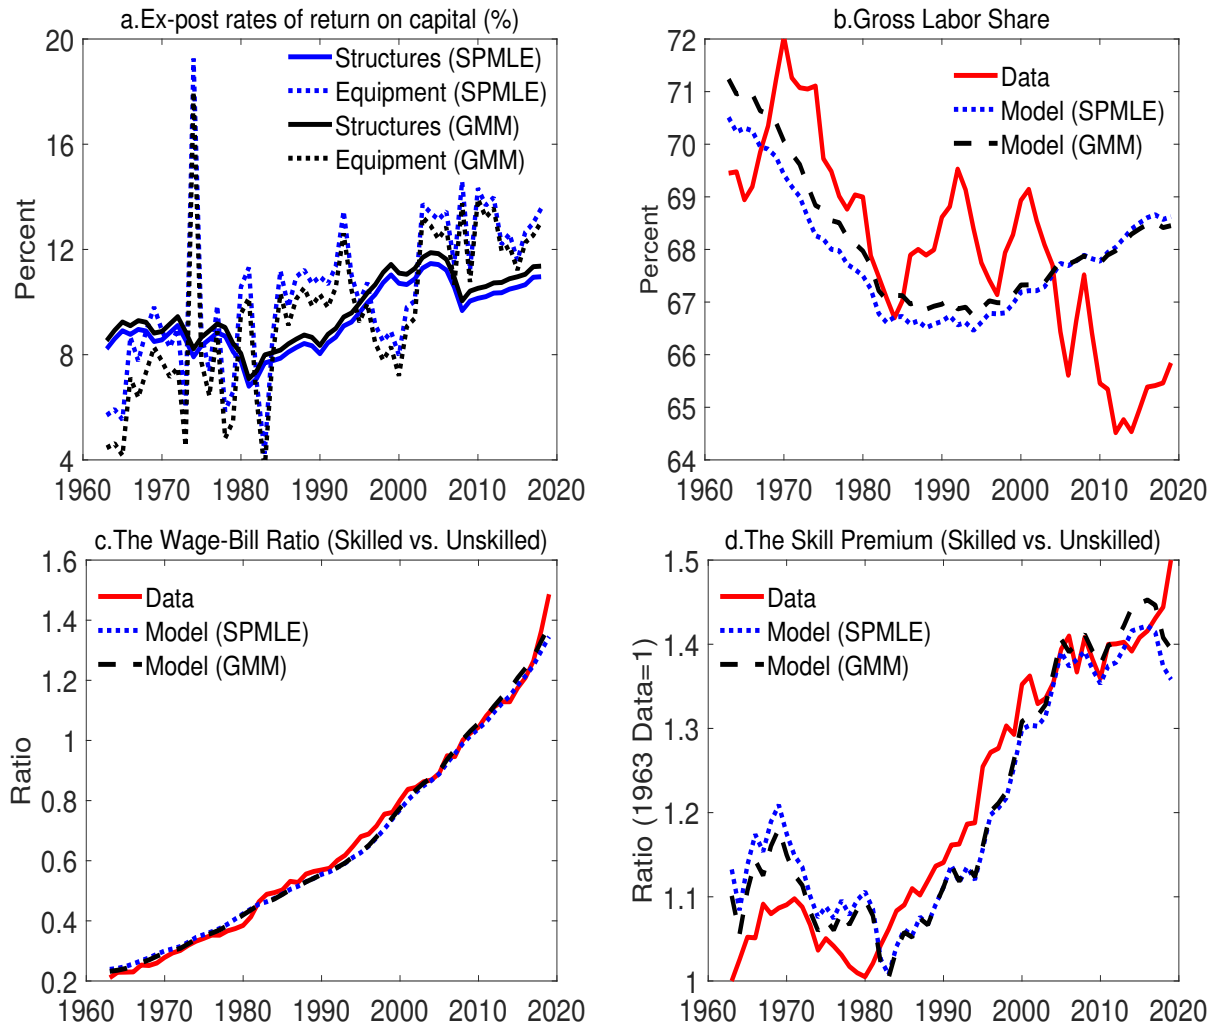 a.Ex-post rates of return on capital (%)
20
16
12
8
4
Percent
Structures (SPMLE)
Equipment (SPMLE)
Structures (GMM)
Equipment (GMM)
1960 1970 1980 1990 2000 2010 2020
b.Gross Labor Share
72
71
70
69
68
67
66
65
64
Percent
Data
Model (SPMLE)
Model (GMM)
1960 1970 1980 1990 2000 2010 2020
c.The Wage-Bill Ratio (Skilled vs. Unskilled)
1.6
1.4
1.2
1
0.8
0.6
0.4
0.2
Ratio
Data
Model (SPMLE)
Model (GMM)
1960 1970 1980 1990 2000 2010 2020
d.The Skill Premium (Skilled vs. Unskilled)
1.5
1.4
1.3
1.2
1.1
1
Ratio (1963 Data=1)
Data
Model (SPMLE)
Model (GMM)
1960 1970 1980 1990 2000 2010 2020